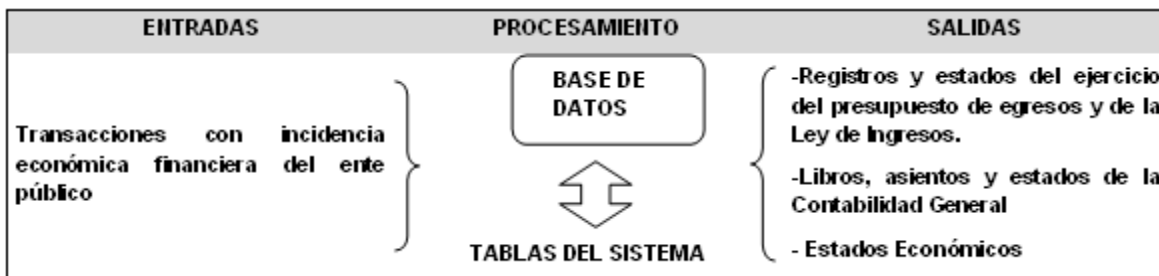 ENTRADAS PROCESAMIENTO SALIDAS
Transacciones con incidencia
económica financiera del ente
público
BASE DE
DATOS
TABLAS DEL SISTEMA
-Registros y estados del ejercicio
del presupuesto de egresos y de la
Ley de Ingresos.
-Libros, asientos y estados de la
Contabilidad General
- Estados Económicos